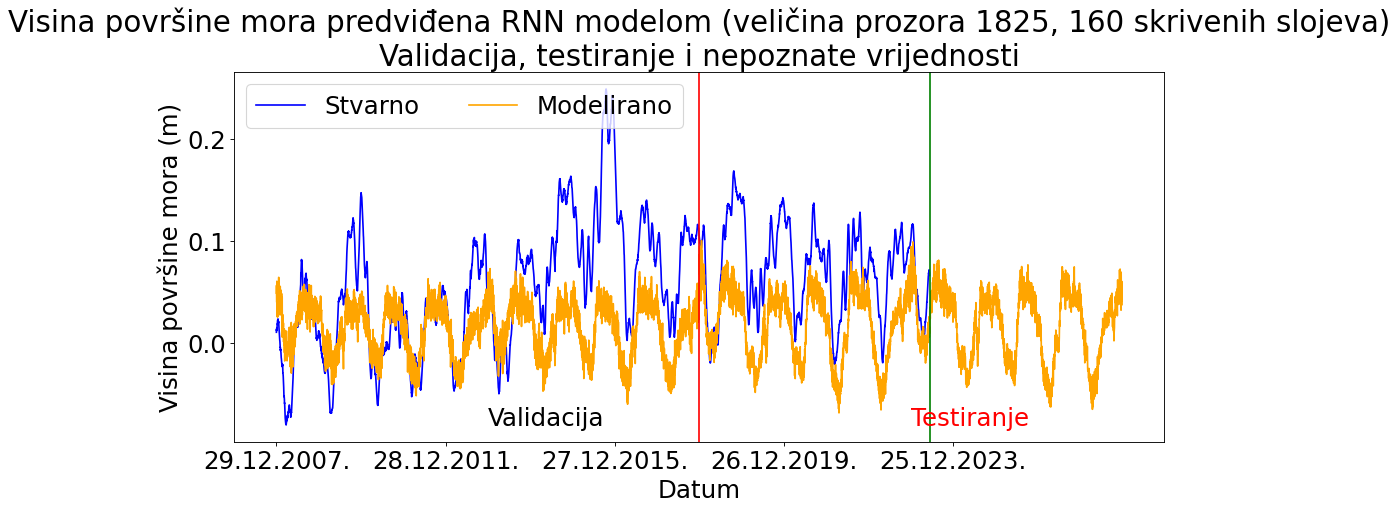 Visina površine mora predviđena RNN modelom (veličina prozora 1825, 160 skrivenih slojeva)
Validacija, testiranje i nepoznate vrijednosti
Stvarno
Modelirano
Visina površine mora (m)
0.2
0.1
0.0
Validacija
Testiranje
29.12.2007.
28.12.2011.
27.12.2015.
26.12.2019.
25.12.2023.
Datum